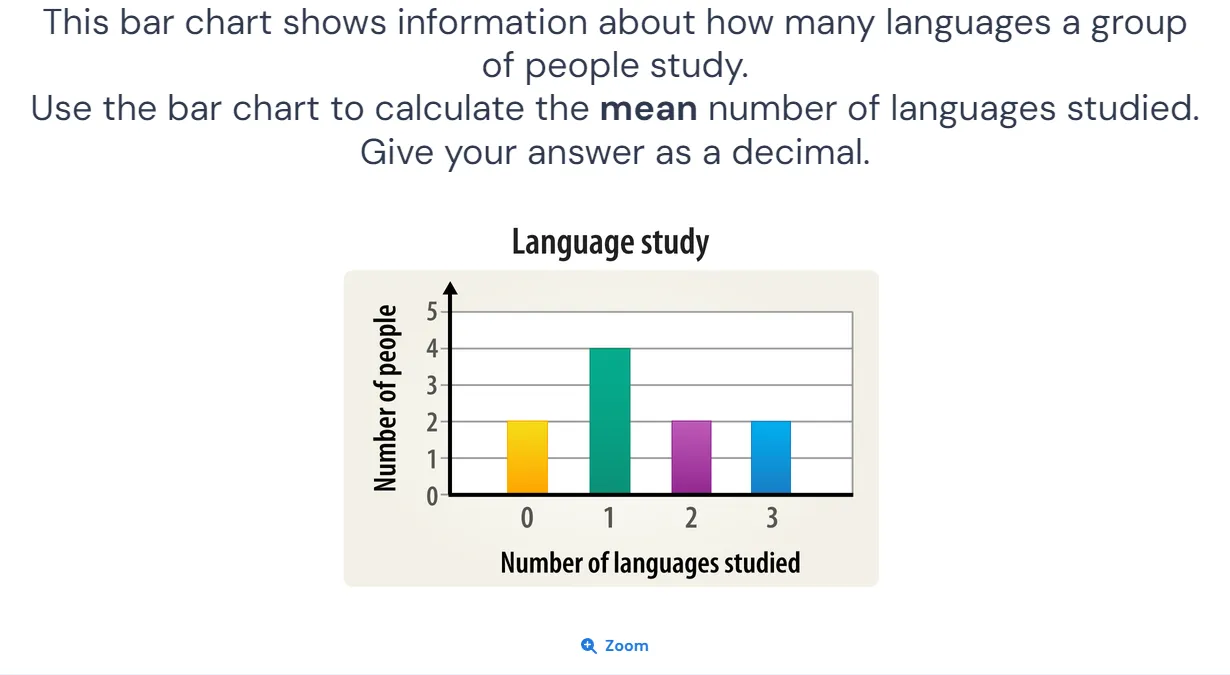 This bar chart shows information about how many languages a group
of people study.
Use the bar chart to calculate the mean number of languages studied.
Give your answer as a decimal.
Language study
Number of people
5
4
3
2
1
0
0 1 2 3
Number of languages studied
Zoom